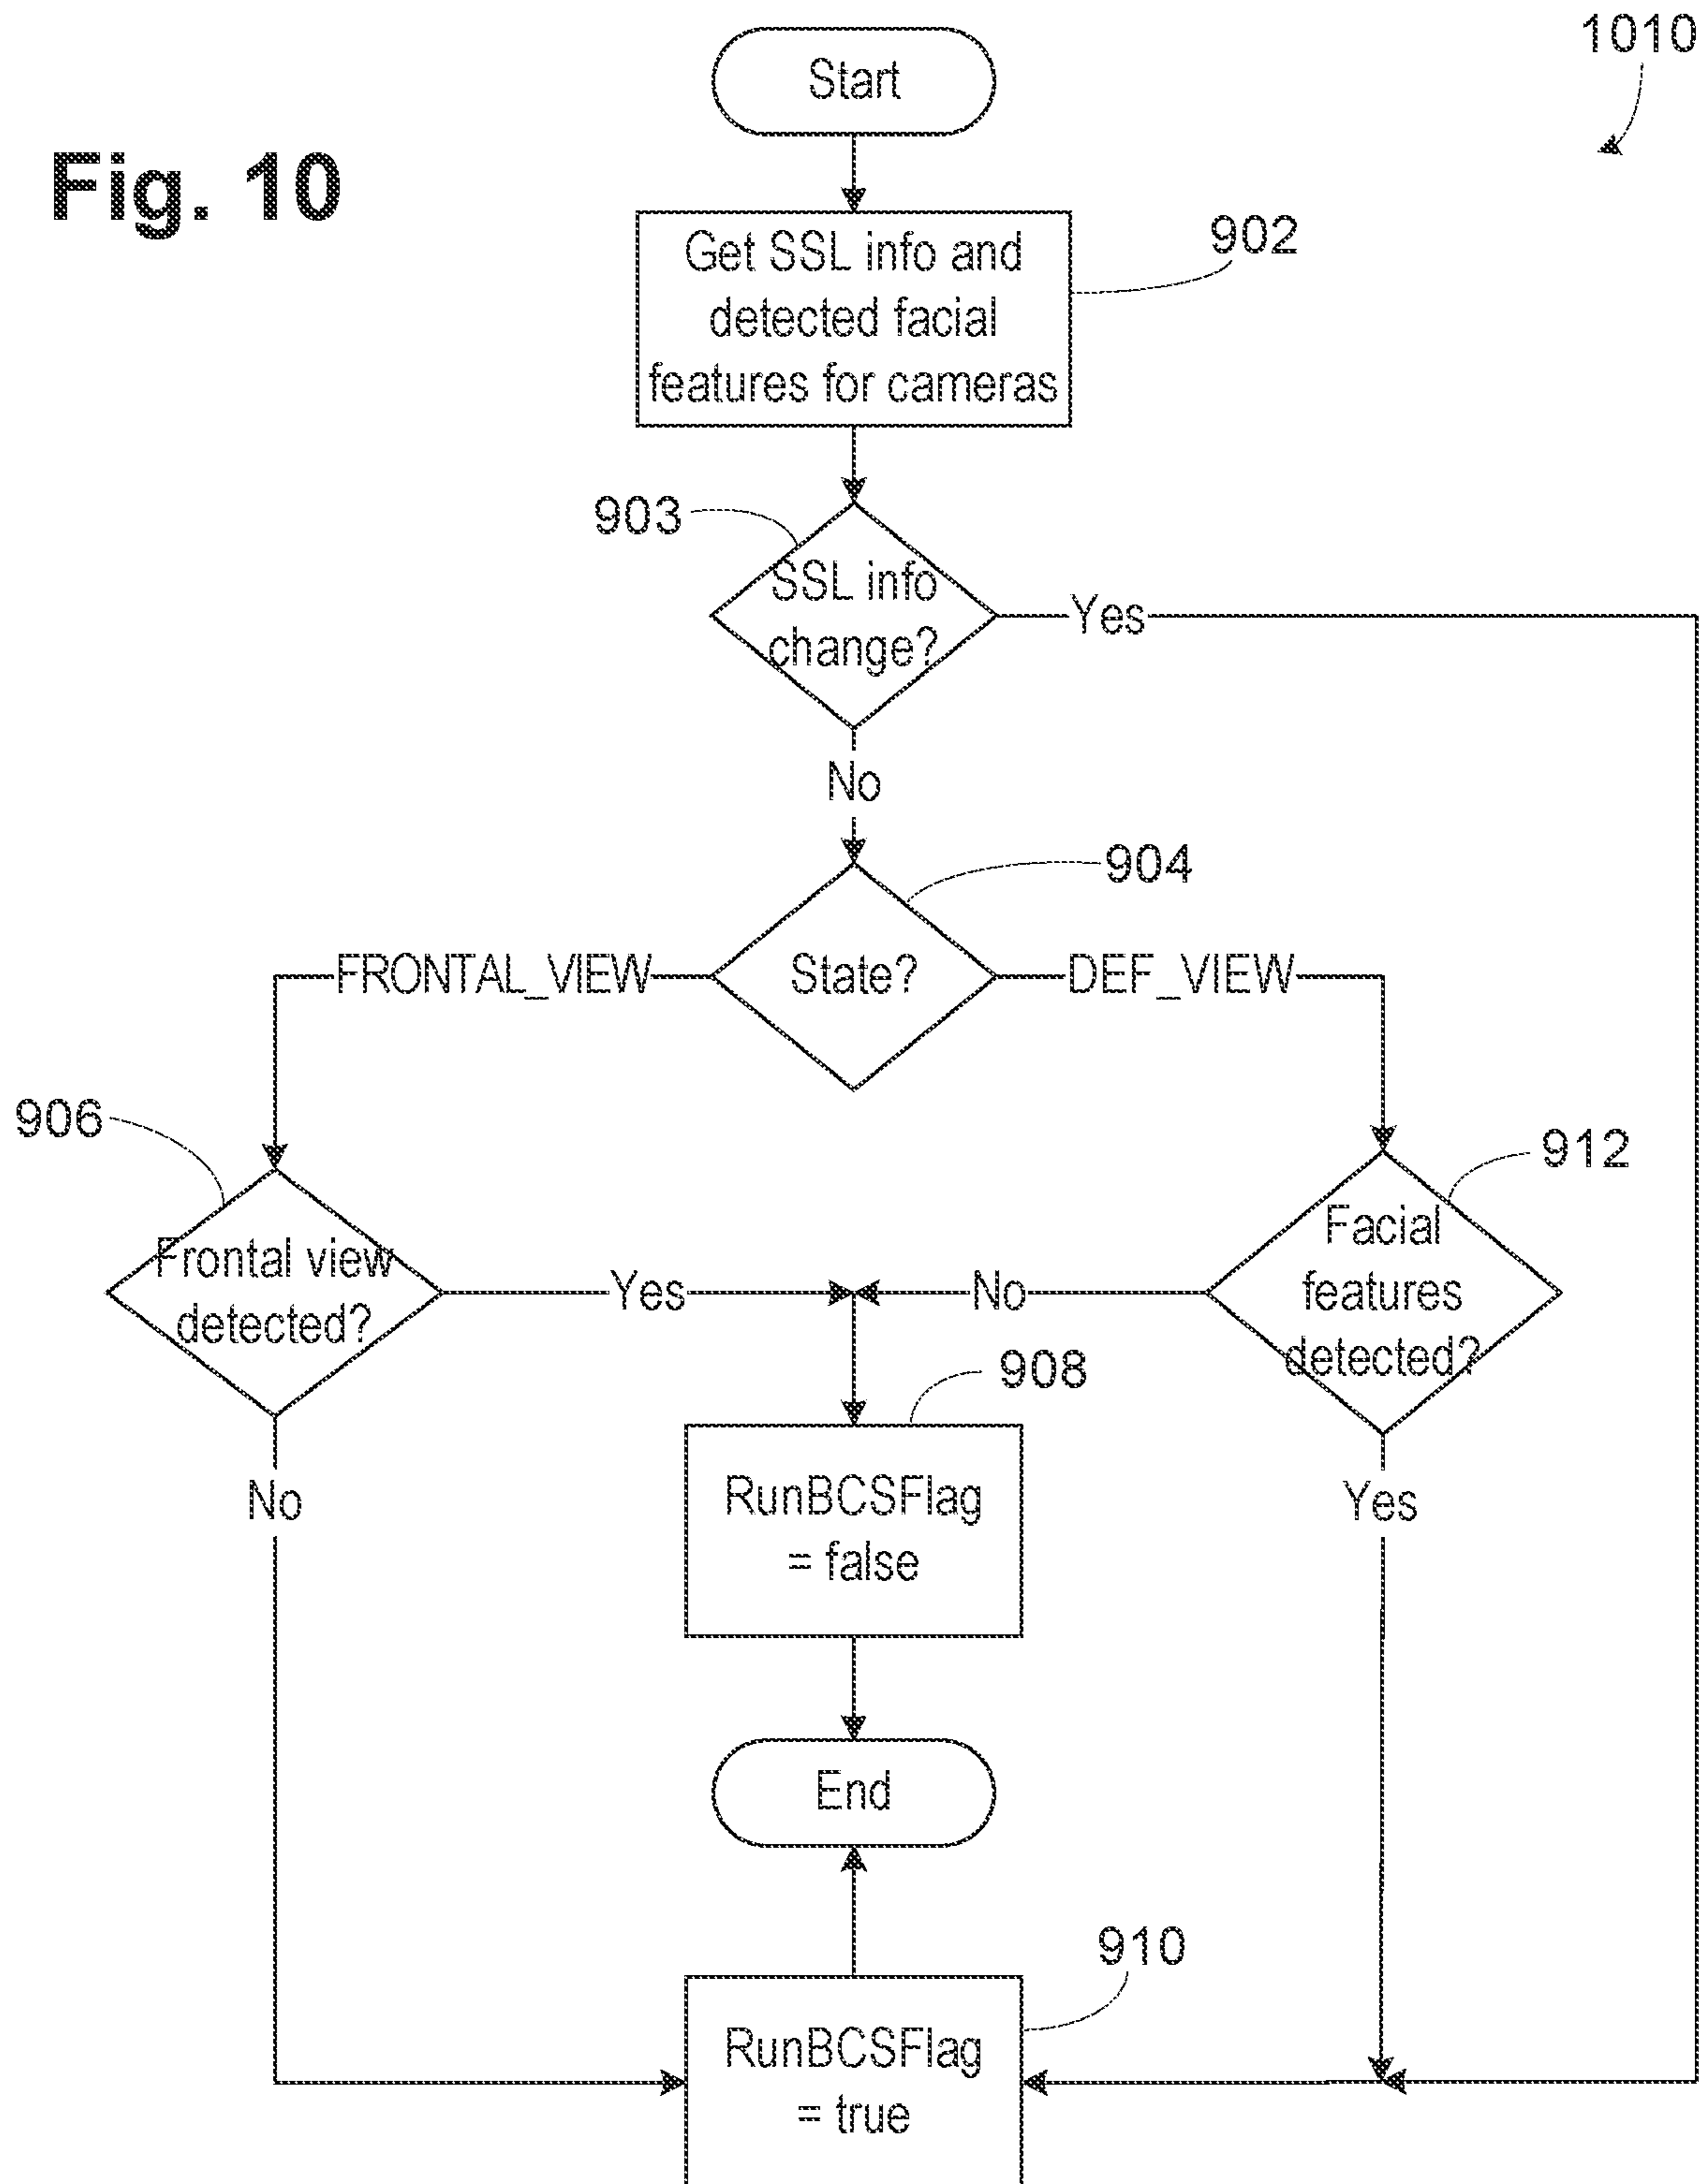 1010
Start
Fig. 10
902
Get SSL info and
detected facial
features for cameras
903
SSL info
change?
Yes
No
904
State?
FRONTAL_VIEW
DEF_VIEW
906
Frontal view
detected?
Yes
No
912
Facial
features
detected?
No
Yes
908
RunBCSFlag
= false
End
910
RunBCSFlag
= true